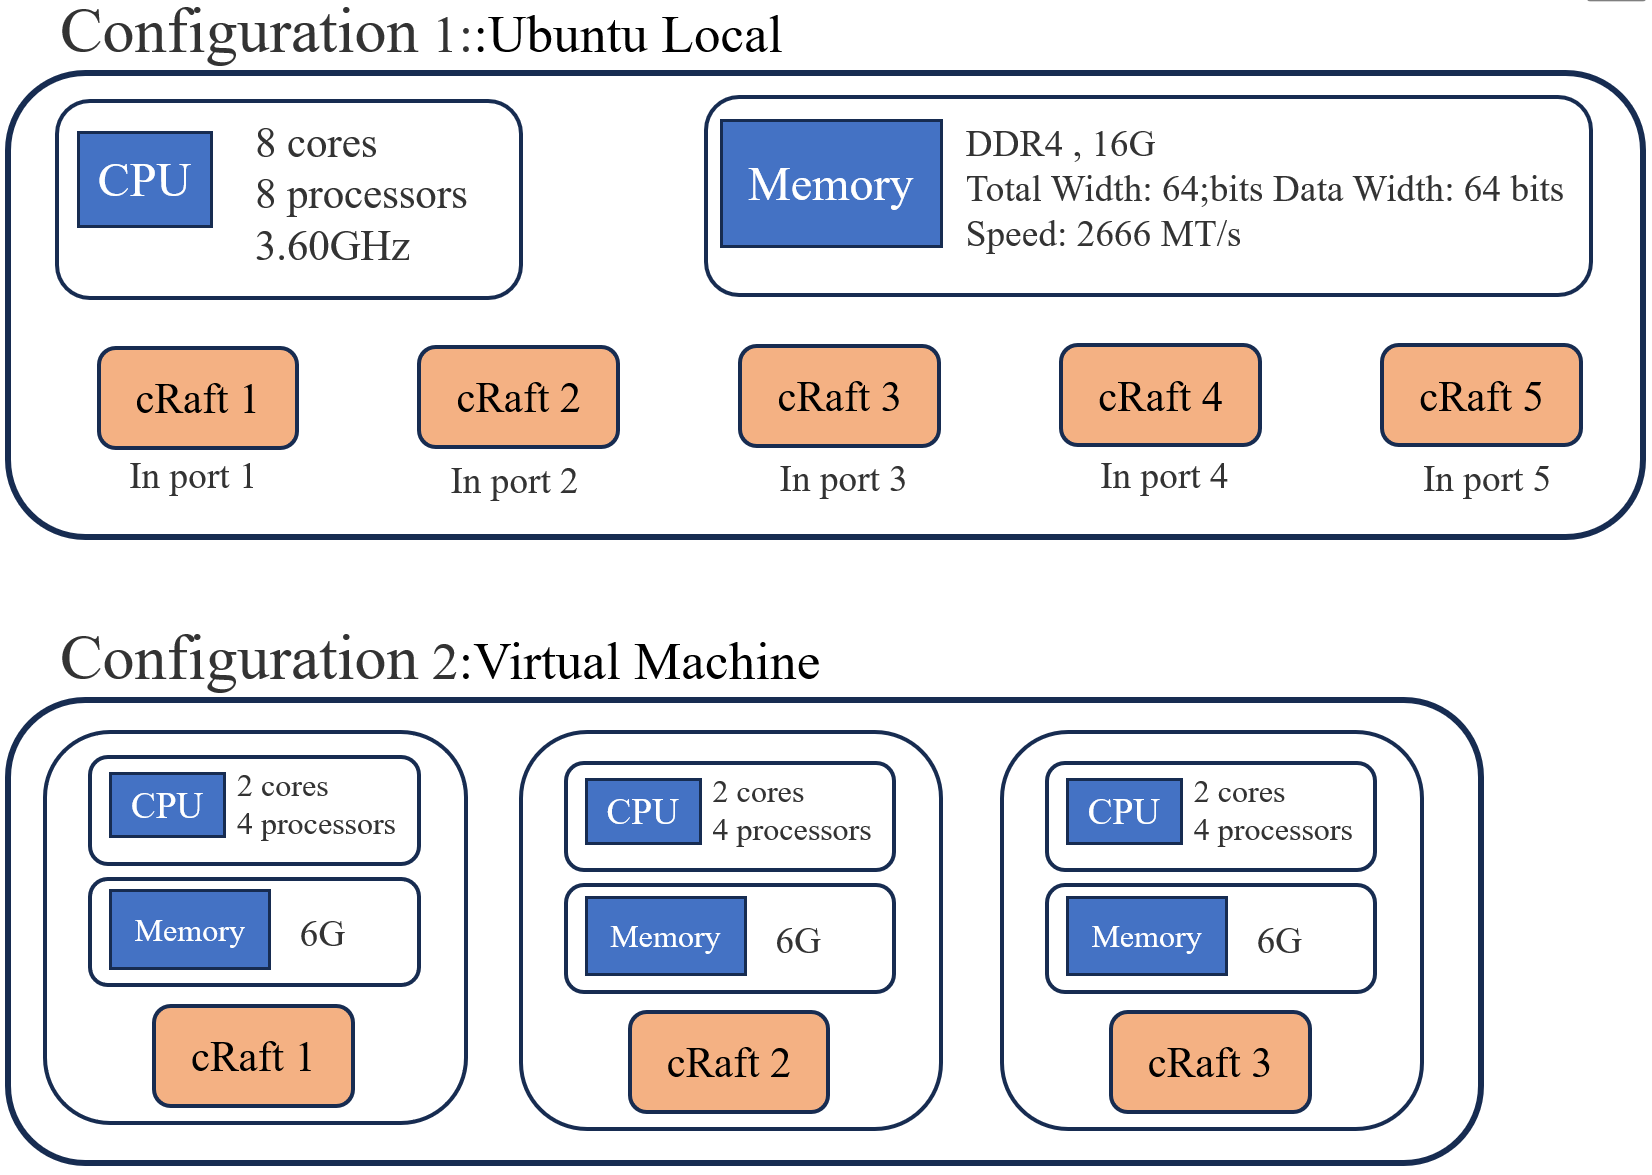 Configuration 1::Ubuntu Local
CPU
8 cores
8 processors
3.60GHz
Memory
DDR4 , 16G
Total Width: 64;bits Data Width: 64 bits
Speed: 2666 MT/s
cRaft 1
cRaft 2
cRaft 3
cRaft 4
cRaft 5
In port 1
In port 2
In port 3
In port 4
In port 5
Configuration 2:Virtual Machine
CPU
2 cores
4 processors
Memory
6G
cRaft 1
CPU
2 cores
4 processors
Memory
6G
cRaft 2
CPU
2 cores
4 processors
Memory
6G
cRaft 3